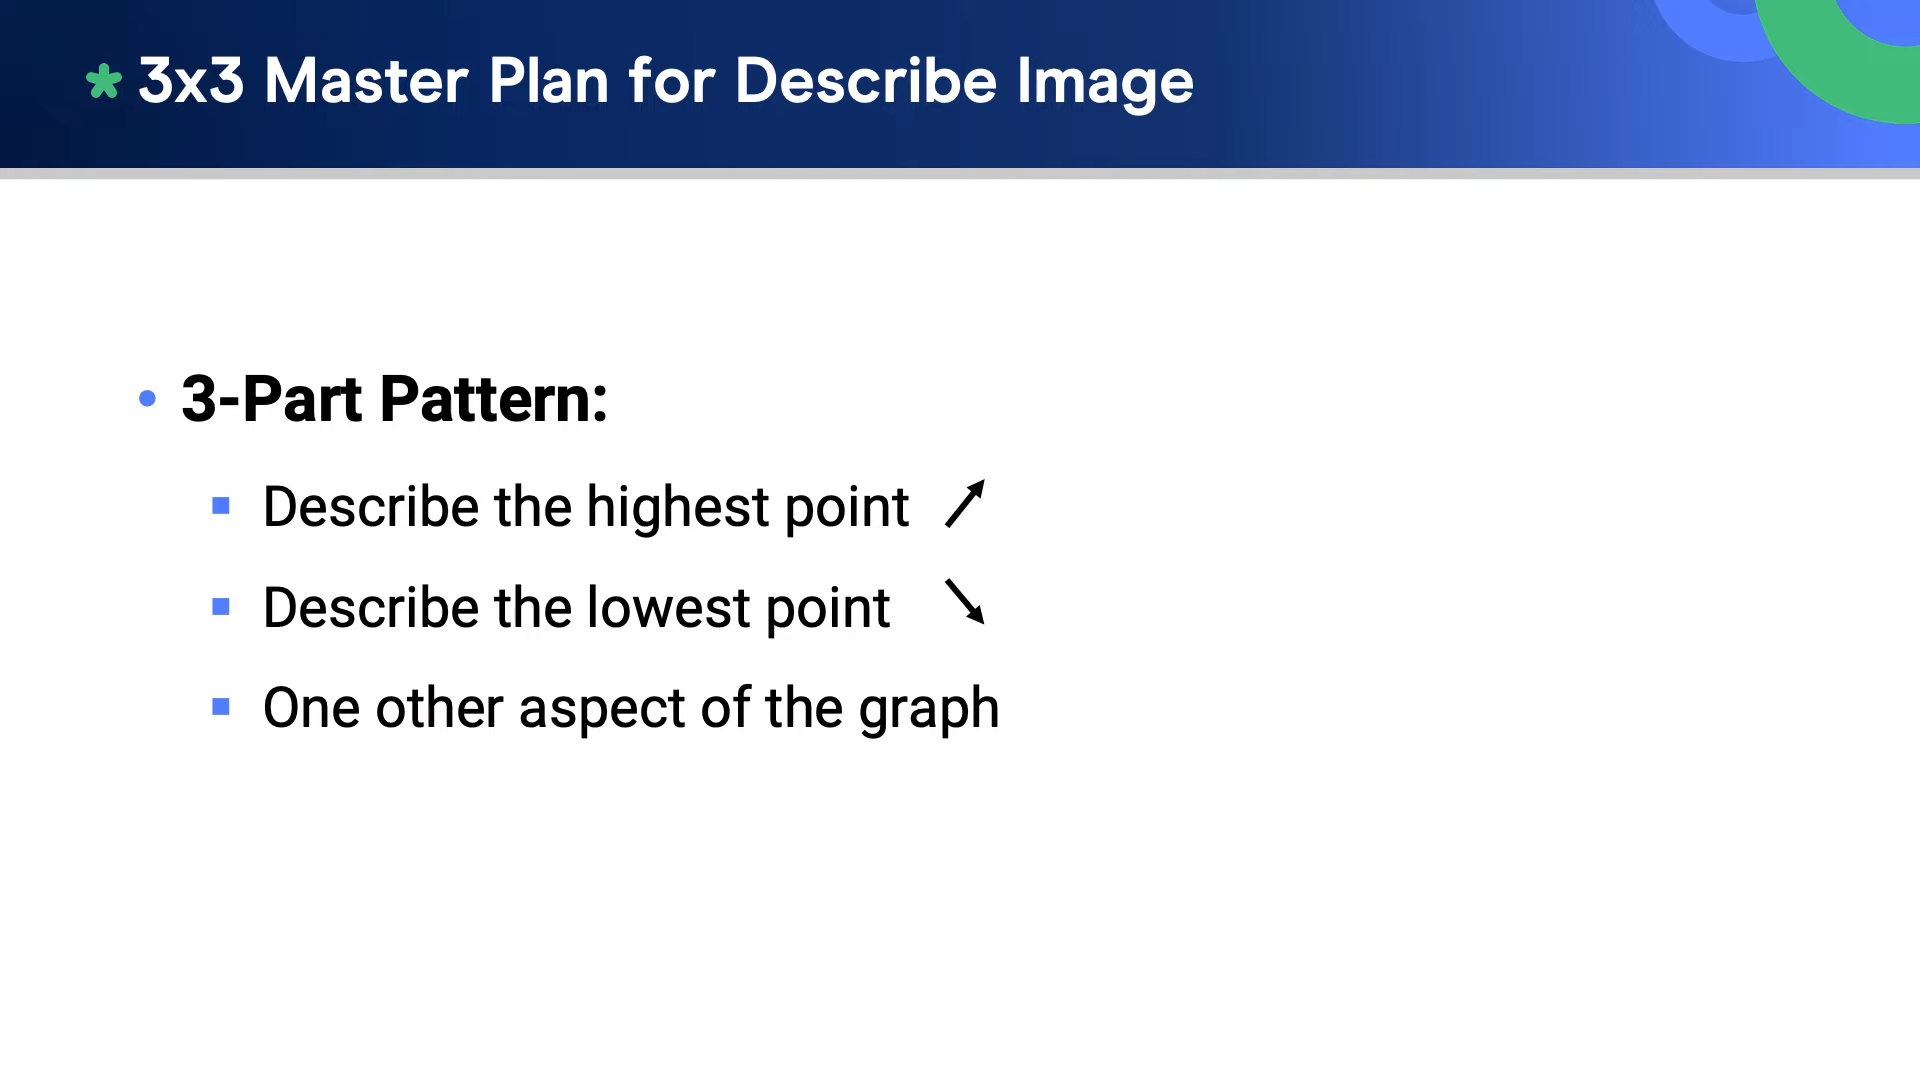 * 3x3 Master Plan for Describe Image
• 3-Part Pattern:
▪ Describe the highest point ↗
▪ Describe the lowest point ↘
▪ One other aspect of the graph